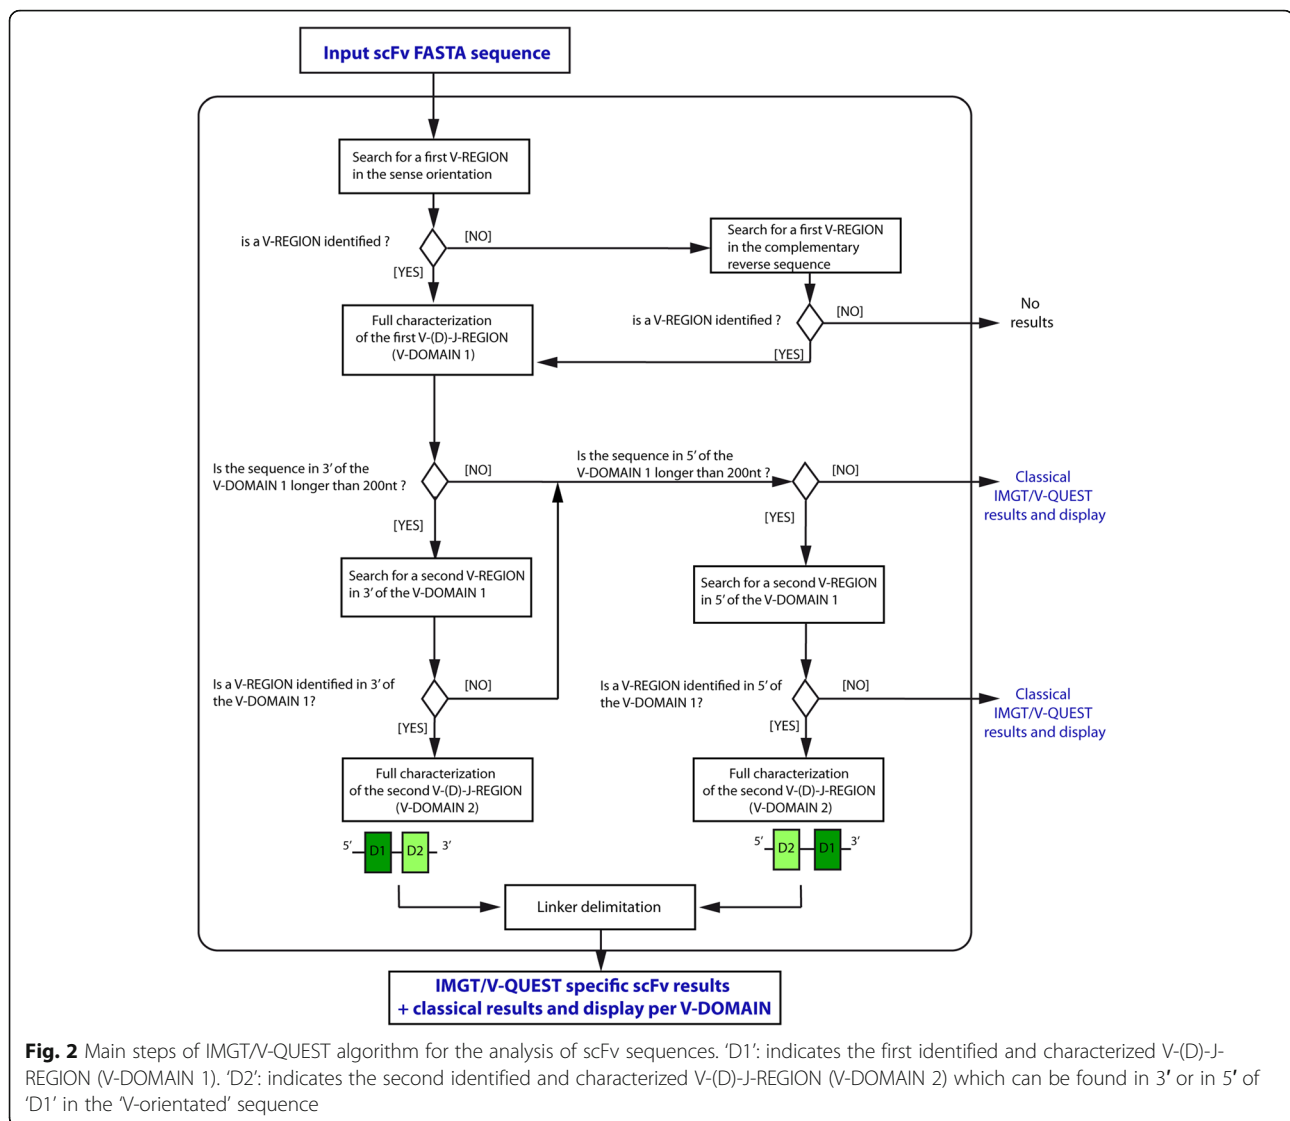 Input scFv FASTA sequence
Search for a first V-REGION
in the sense orientation
is a V-REGION identified ?
[NO]
[YES]
Search for a first V-REGION
in the complementary
reverse sequence
is a V-REGION identified ?
[NO]
[YES]
No
results
Full characterization
of the first V-(D)-J-REGION
(V-DOMAIN 1)
Is the sequence in 3′ of the
V-DOMAIN 1 longer than 200nt ?
[NO]
[YES]
Is the sequence in 5′ of the
V-DOMAIN 1 longer than 200nt ?
[NO]
[YES]
Classical
IMGT/V-QUEST
results and display
Search for a second V-REGION
in 3′ of the V-DOMAIN 1
Search for a second V-REGION
in 5′ of the V-DOMAIN 1
Is a V-REGION identified in 3′ of
the V-DOMAIN 1?
[NO]
[YES]
Is a V-REGION identified in 5′ of
the V-DOMAIN 1?
[NO]
[YES]
Classical
IMGT/V-QUEST
results and display
Full characterization
of the second V-(D)-J-REGION
(V-DOMAIN 2)
Full characterization
of the second V-(D)-J-REGION
(V-DOMAIN 2)
5′ D1 D2 3′
5′ D2 D1 3′
Linker delimitation
IMGT/V-QUEST specific scFv results
+ classical results and display per V-DOMAIN
Fig. 2 Main steps of IMGT/V-QUEST algorithm for the analysis of scFv sequences. ‘D1’: indicates the first identified and characterized V-(D)-J-
REGION (V-DOMAIN 1). ‘D2’: indicates the second identified and characterized V-(D)-J-REGION (V-DOMAIN 2) which can be found in 3′ or in 5′ of
‘D1’ in the ‘V-orientated’ sequence